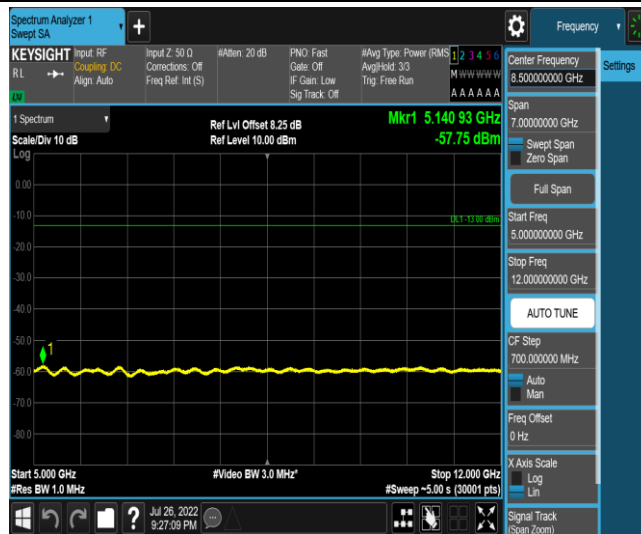 Spectrum Analyzer 1
Swept SA
+
Frequency
KEYSIGHT
RL
Input: RF
Coupling: DC
Align: Auto
Input Z: 50 Ω
Corrections: Off
Freq Ref: Int (S)
#Atten: 20 dB
PNO: Fast
Gate: Off
IF Gain: Low
Sig Track: Off
#Avg Type: Power (RMS
Avg|Hold: 3/3
Trig: Free Run
1 2 3 4 5 6
M W W W W W
A A A A A A
1 Spectrum
Scale/Div 10 dB
Log
Ref Lvl Offset 8.25 dB
Ref Level 10.00 dBm
Mkr1 5.140 93 GHz
-57.75 dBm
0.00
-10.0
DL1 -13.00 dBm
-20.0
-30.0
-40.0
-50.0
1
-60.0
-70.0
-80.0
Start 5.000 GHz
#Video BW 3.0 MHz*
Stop 12.000 GHz
#Res BW 1.0 MHz
#Sweep ~5.00 s (30001 pts)
?
Jul 26, 2022
9:27:09 PM
Center Frequency
8.500000000 GHz
Settings
Span
7.00000000 GHz
Swept Span
Zero Span
Full Span
Start Freq
5.000000000 GHz
Stop Freq
12.000000000 GHz
AUTO TUNE
CF Step
700.000000 MHz
Auto
Man
Freq Offset
0 Hz
X Axis Scale
Log
Lin
Signal Track
(Span Zoom)